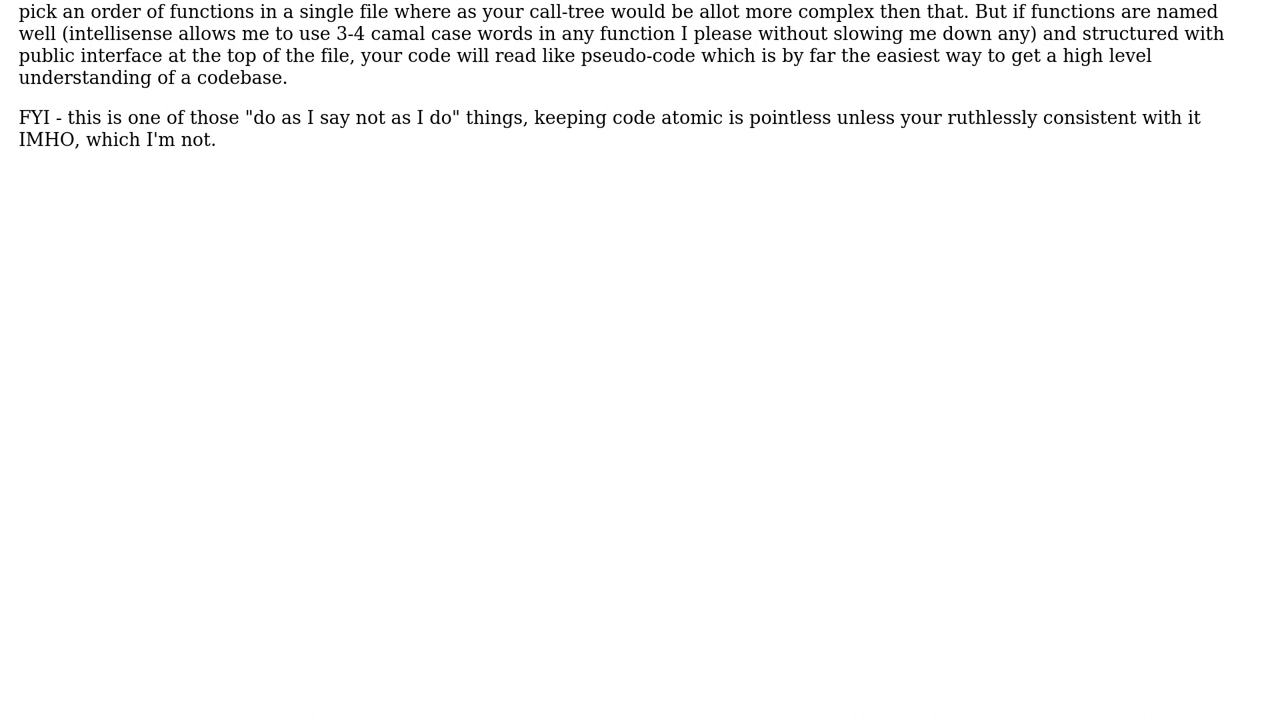 pick an order of functions in a single file where as your call-tree would be allot more complex then that. But if functions are named
well (intellisense allows me to use 3-4 camal case words in any function I please without slowing me down any) and structured with
public interface at the top of the file, your code will read like pseudo-code which is by far the easiest way to get a high level
understanding of a codebase.
FYI - this is one of those "do as I say not as I do" things, keeping code atomic is pointless unless your ruthlessly consistent with it
IMHO, which I'm not.